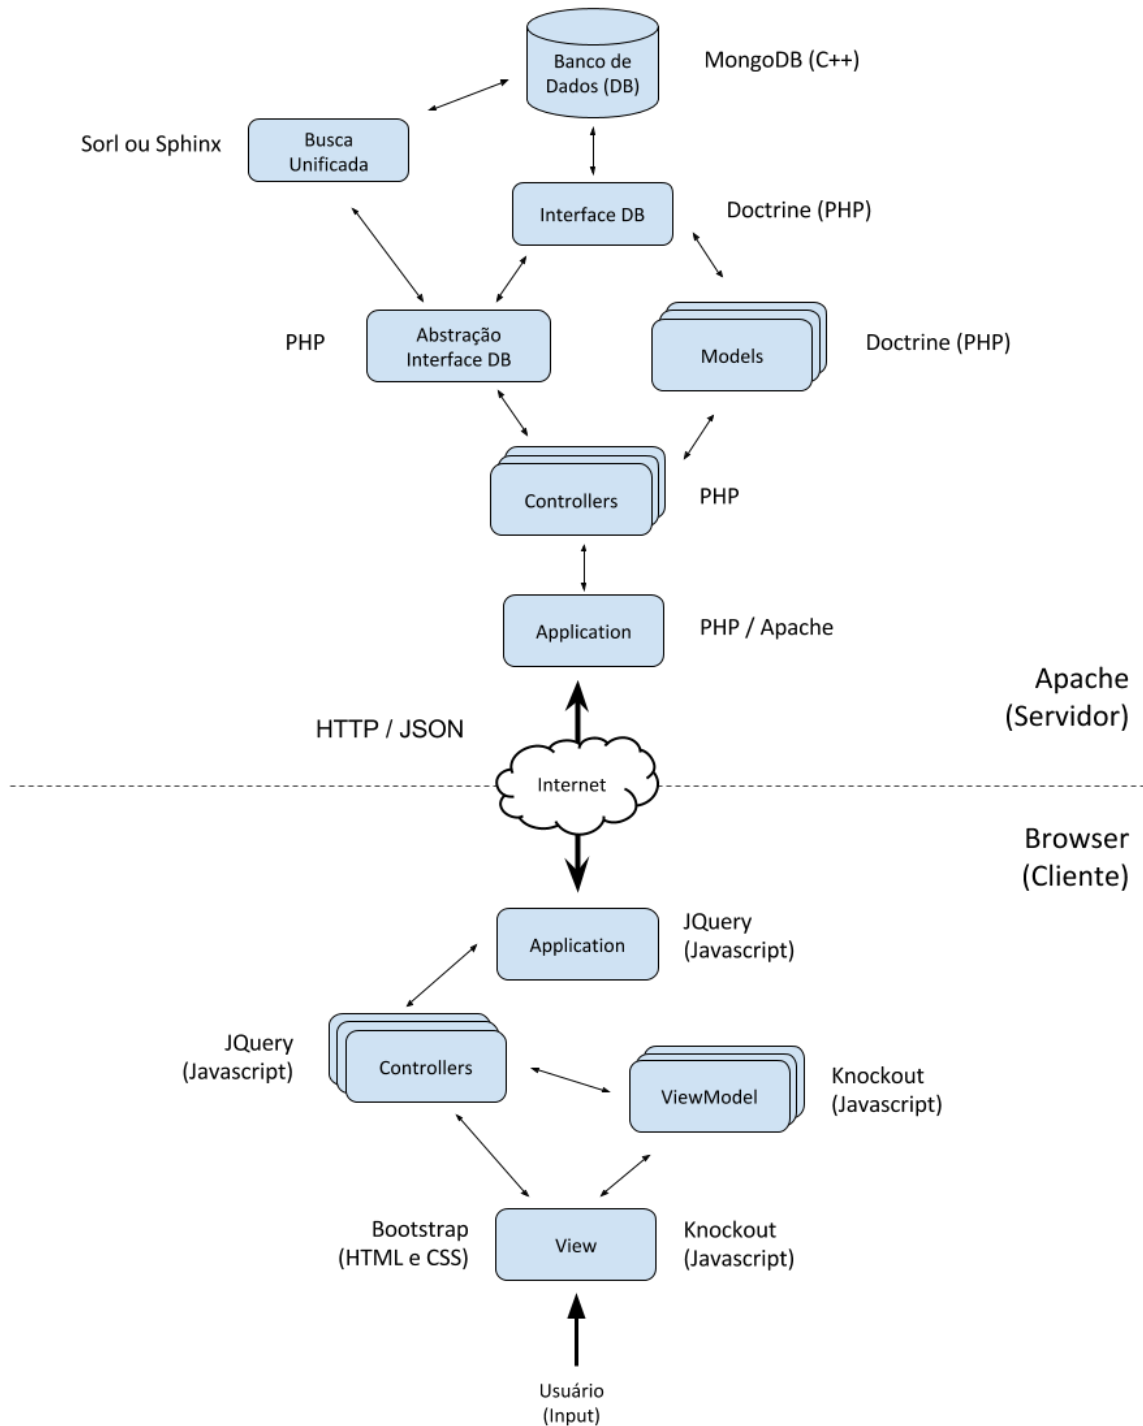 Banco de
Dados (DB)
MongoDB (C++)
Sorl ou Sphinx
Busca
Unificada
Interface DB
Doctrine (PHP)
PHP
Abstração
Interface DB
Models
Doctrine (PHP)
Controllers
PHP
Application
PHP / Apache
Apache
(Servidor)
HTTP / JSON
Internet
Browser
(Cliente)
Application
JQuery
(Javascript)
JQuery
(Javascript)
Controllers
ViewModel
Knockout
(Javascript)
Bootstrap
(HTML e CSS)
View
Knockout
(Javascript)
Usuário
(Input)